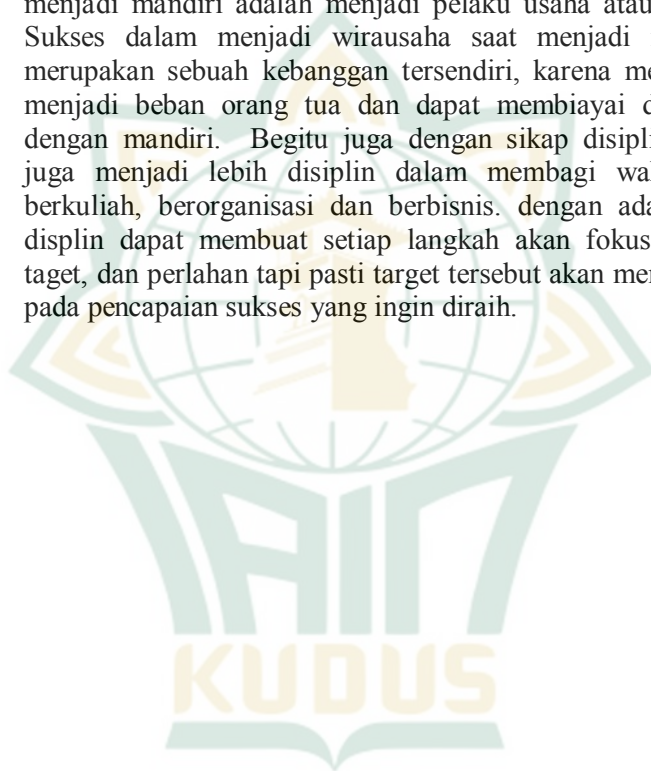 menjadi mandiri adalah menjadi pelaku usaha atau
Sukses dalam menjadi wirausaha saat menjadi
merupakan sebuah kebanggan tersendiri, karena
menjadi beban orang tua dan dapat membiayai
dengan mandiri. Begitu juga dengan sikap
juga menjadi lebih disiplin dalam membagi
berkuliah, berorganisasi dan berbisnis. dengan
displin dapat membuat setiap langkah akan fokus
taget, dan perlahan tapi pasti target tersebut akan
pada pencapaian sukses yang ingin diraih.
IAIN
KUDUS